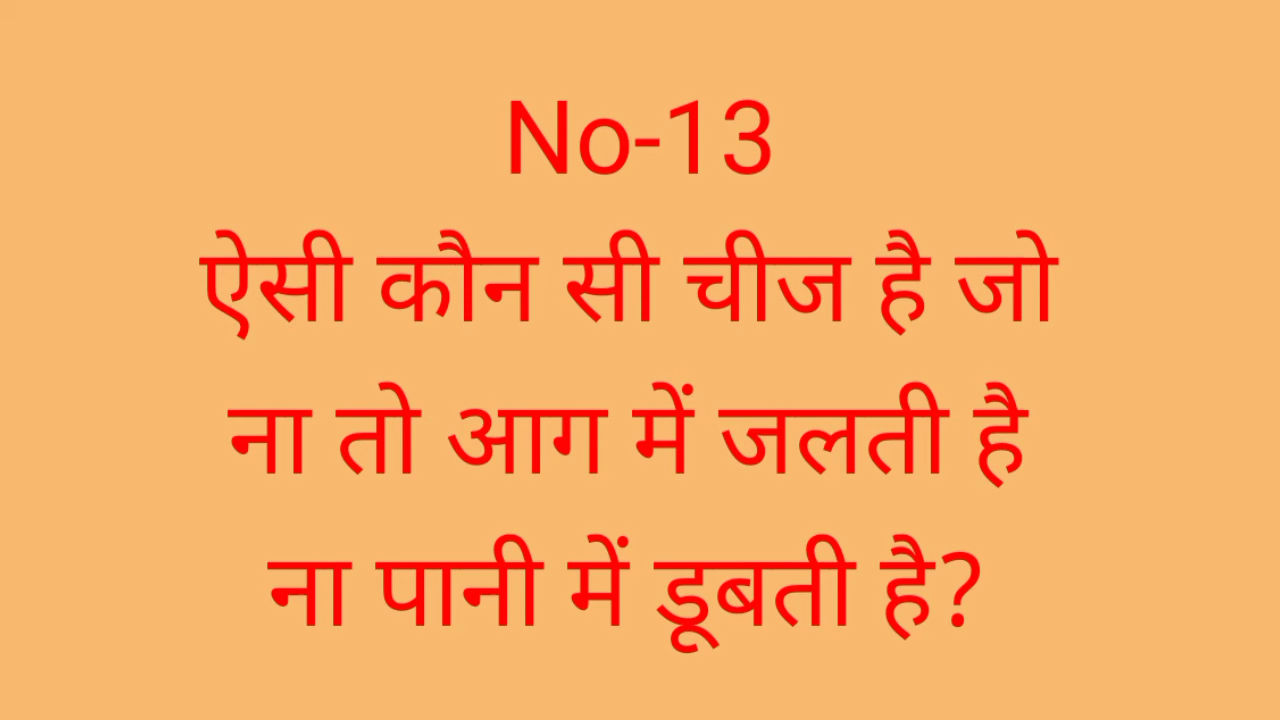 No-13
ऐसी कौन सी चीज है जो
ना तो आग में जलती है
ना पानी में डूबती है?